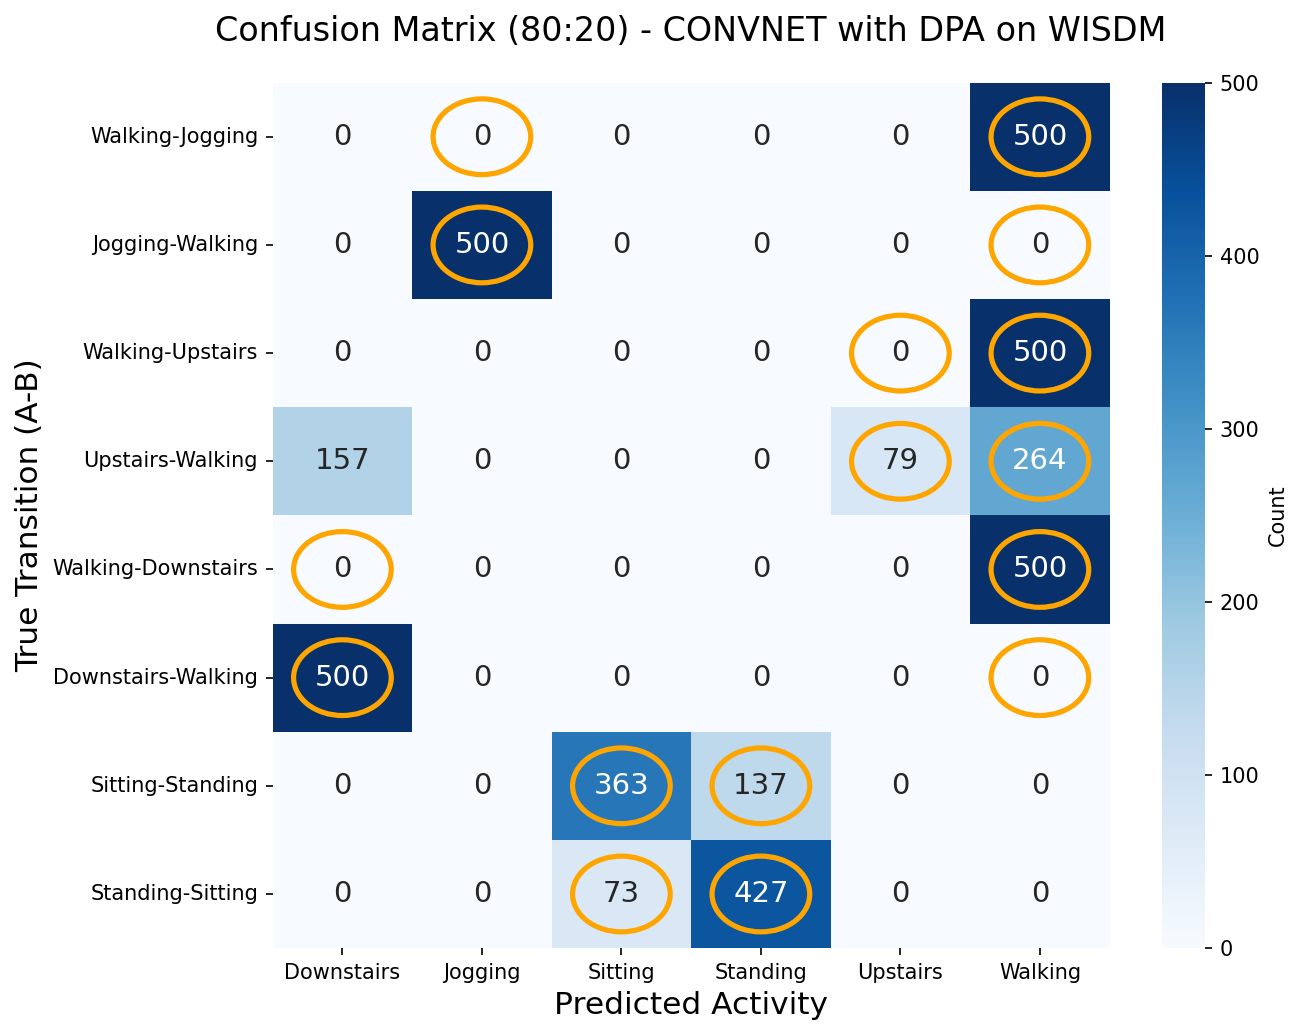 Confusion Matrix (80:20) - CONVNET with DPA on WISDM
True Transition (A-B)
Walking-Jogging 0 0 0 0 0 500
Jogging-Walking 0 500 0 0 0 0
Walking-Upstairs 0 0 0 0 0 500
Upstairs-Walking 157 0 0 0 79 264
Walking-Downstairs 0 0 0 0 0 500
Downstairs-Walking 500 0 0 0 0 0
Sitting-Standing 0 0 363 137 0 0
Standing-Sitting 0 0 73 427 0 0
Downstairs Jogging Sitting Standing Upstairs Walking
Predicted Activity
500
400
300
200
100
0
Count